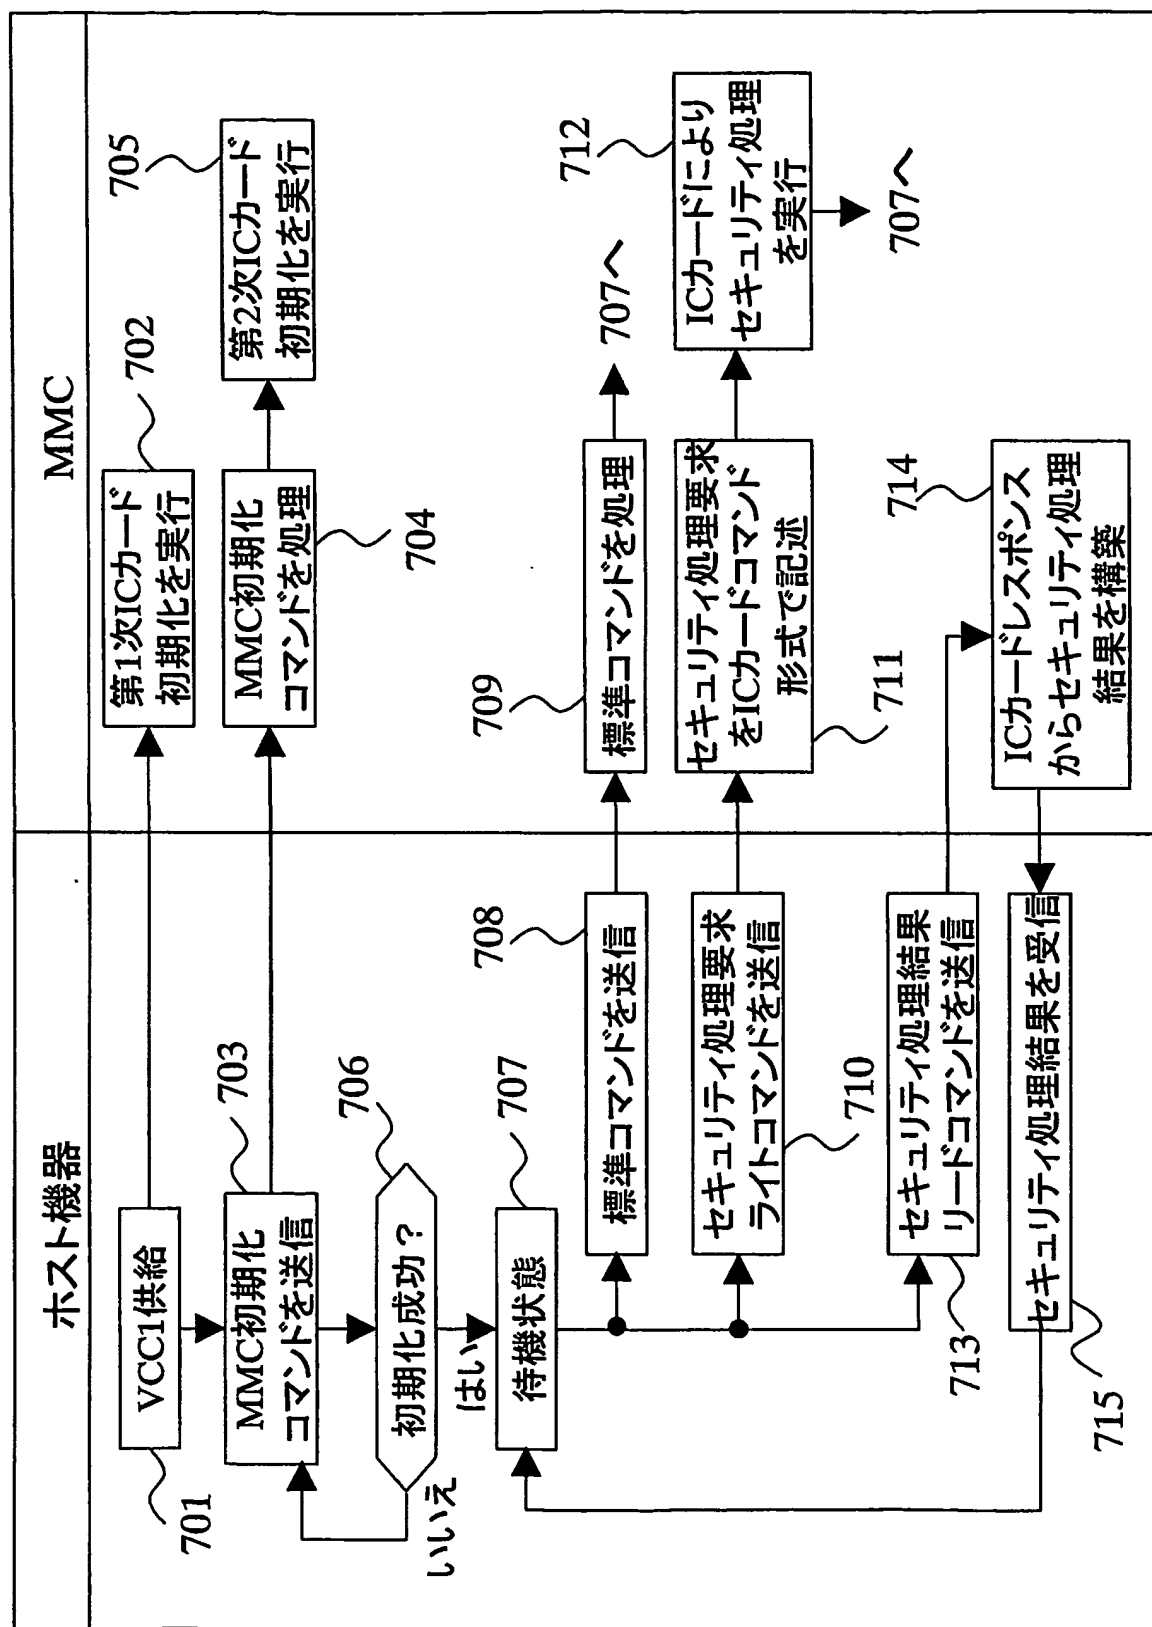 ホスト機器
MMC
701
VCC1供給
第1次ICカード
初期化を実行
702
703
MMC初期化
コマンドを送信
MMC初期化
コマンドを処理
704
第2次ICカード
初期化を実行
705
初期化成功?
706
いいえ
はい
待機状態
707
標準コマンドを送信
708
標準コマンドを処理
709
707へ
セキュリティ処理要求
ライトコマンドを送信
710
セキュリティ処理要求
をICカードコマンド
形式で記述
711
ICカードにより
セキュリティ処理
を実行
712
707へ
セキュリティ処理結果
リードコマンドを送信
713
ICカードレスポンス
からセキュリティ処理
結果を構築
714
セキュリティ処理結果を受信
715